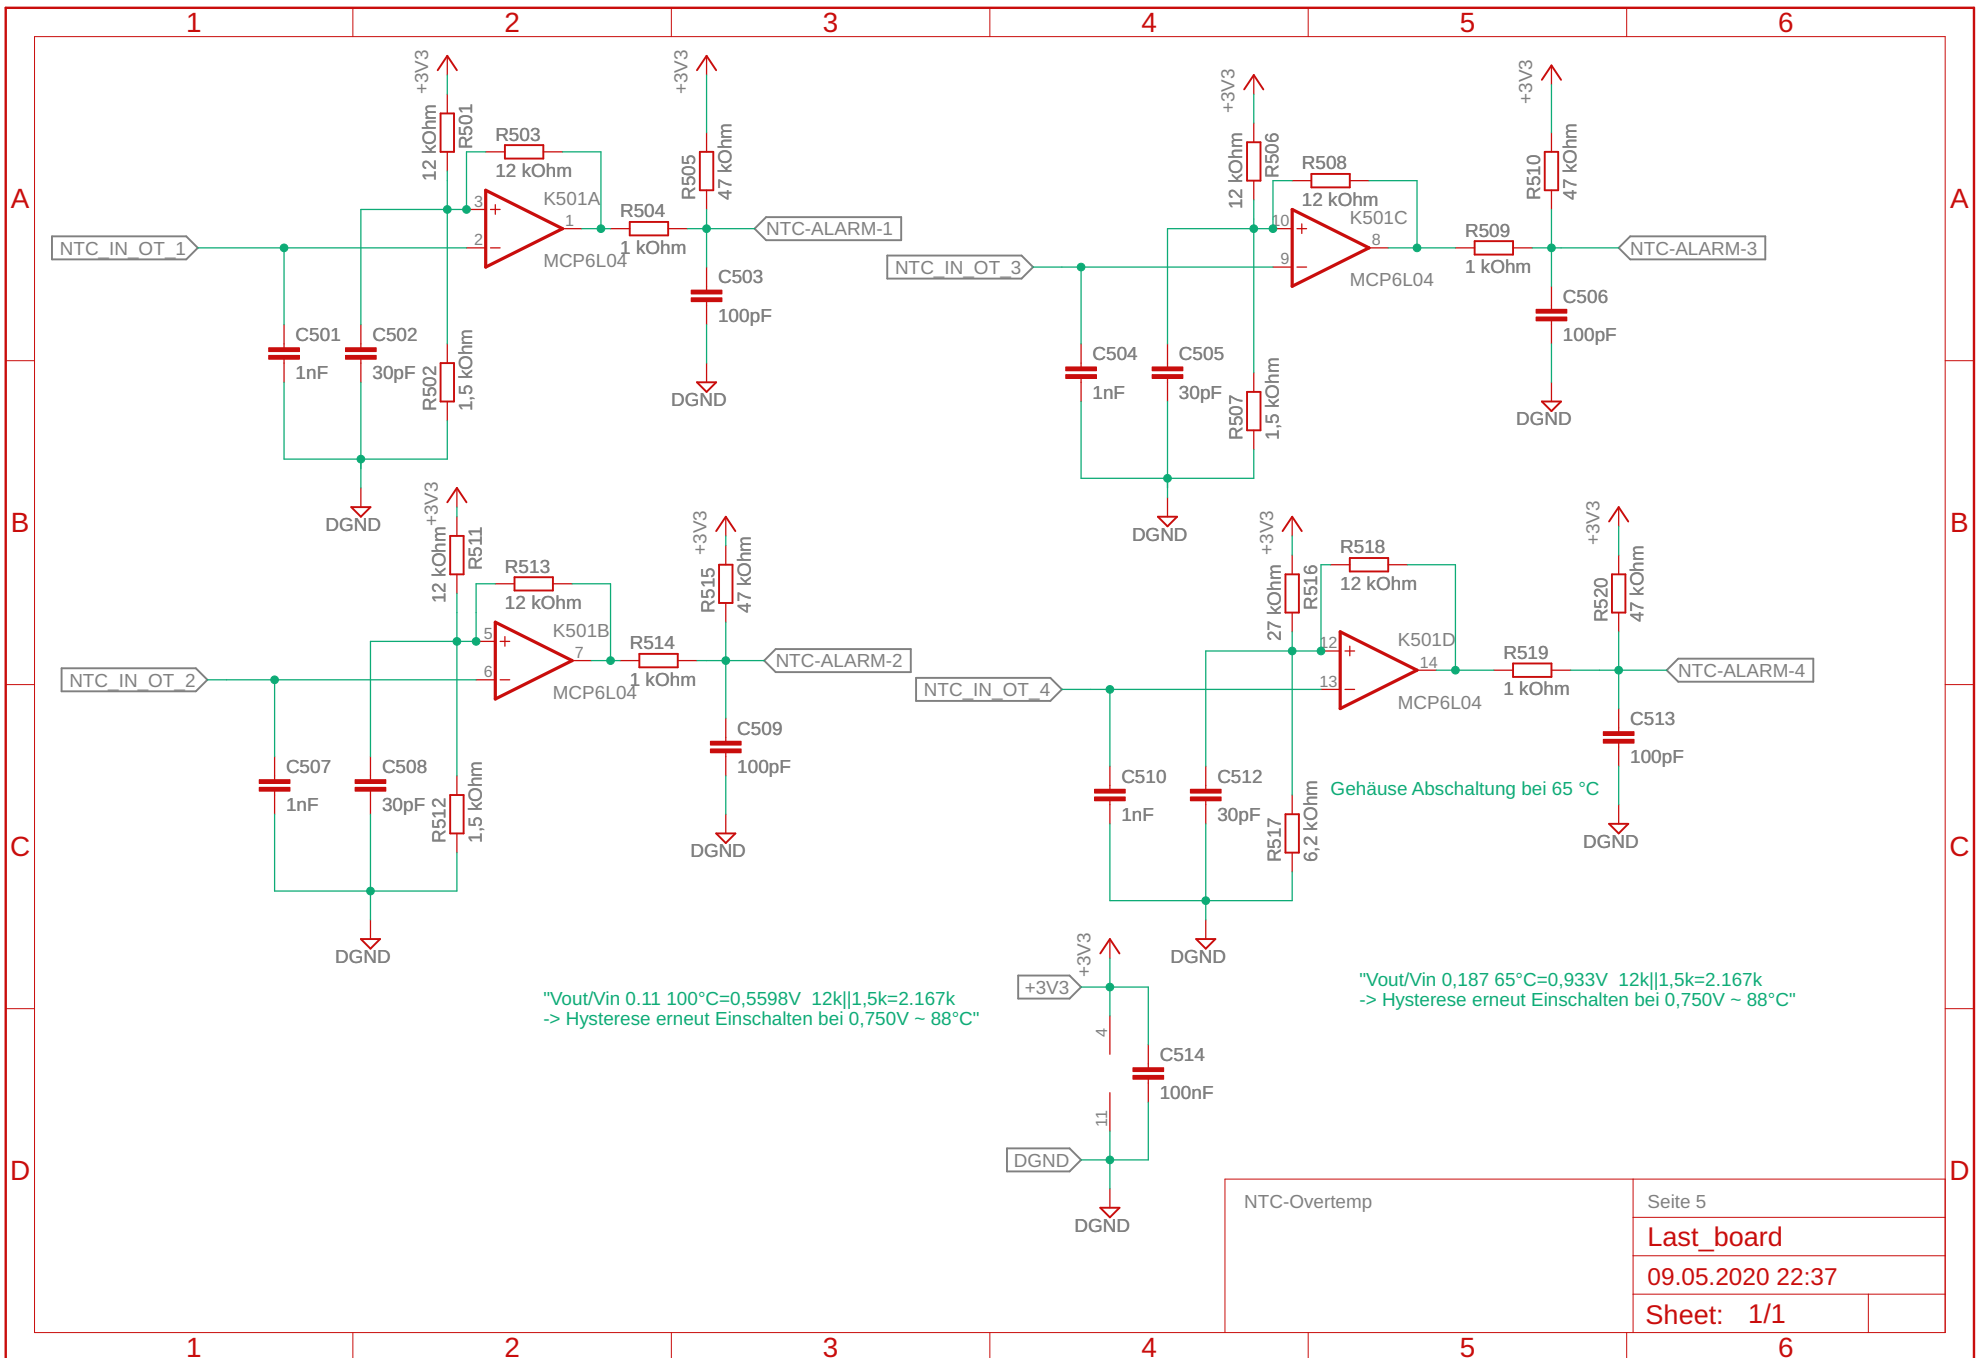 1 2 3 4 5 6
A A
B B
C C
D D
+3V3
12 kOhm
R501
R503
12 kOhm
3
2
K501A
1
MCP6L04
R504
1 kOhm
+3V3
R505
47 kOhm
NTC-ALARM-1
C503
100pF
DGND
NTC_IN_OT_1
C501
1nF
C502
30pF
R502
1,5 kOhm
DGND
+3V3
12 kOhm
R506
R508
12 kOhm
10
9
K501C
8
MCP6L04
R509
1 kOhm
+3V3
R510
47 kOhm
NTC-ALARM-3
C506
100pF
DGND
NTC_IN_OT_3
C504
1nF
C505
30pF
R507
1,5 kOhm
DGND
+3V3
12 kOhm
R511
R513
12 kOhm
5
6
K501B
7
MCP6L04
R514
1 kOhm
+3V3
R515
47 kOhm
NTC-ALARM-2
C509
100pF
DGND
NTC_IN_OT_2
C507
1nF
C508
30pF
R512
1,5 kOhm
DGND
+3V3
27 kOhm
R516
R518
12 kOhm
12
13
K501D
14
MCP6L04
R519
1 kOhm
+3V3
R520
47 kOhm
NTC-ALARM-4
C513
100pF
DGND
NTC_IN_OT_4
C510
1nF
C512
30pF
R517
6,2 kOhm
DGND
Gehäuse Abschaltung bei 65 °C
"Vout/Vin 0.11 100°C=0,5598V 12k||1,5k=2.167k
-> Hysterese erneut Einschalten bei 0,750V ~ 88°C"
"Vout/Vin 0,187 65°C=0,933V 12k||1,5k=2.167k
-> Hysterese erneut Einschalten bei 0,750V ~ 88°C"
+3V3
+3V3
4
C514
100nF
11
DGND
DGND
NTC-Overtemp
Seite 5
Last_board
09.05.2020 22:37
Sheet: 1/1
1 2 3 4 5 6